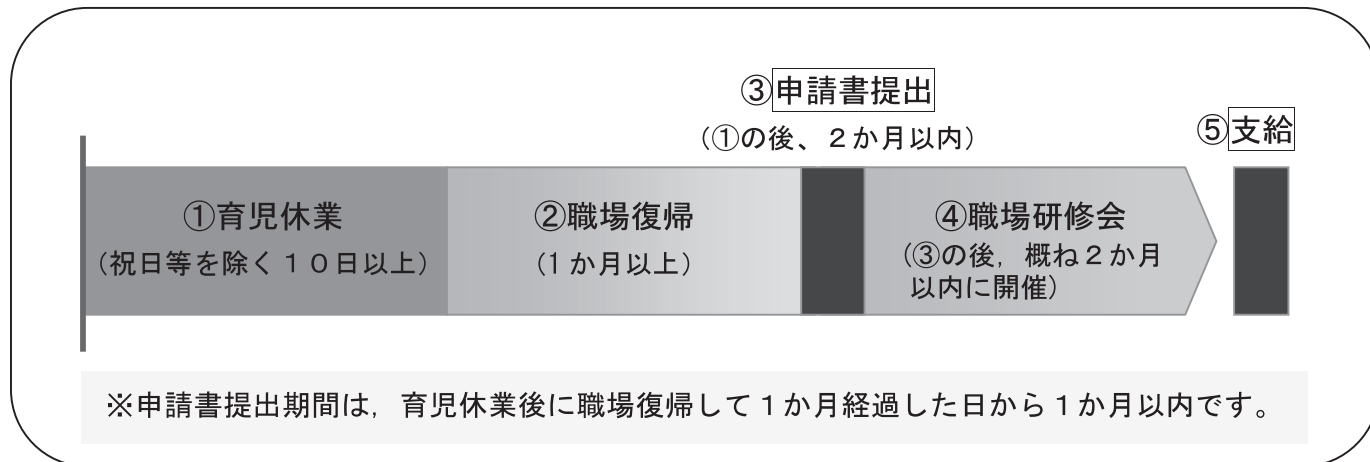 ③申請書提出
(①の後、２か月以内)
⑤支給
①育児休業
(祝日等を除く１０日以上)
②職場復帰
(1か月以上)
④職場研修会
(③の後，概ね２か月
以内に開催)
※申請書提出期間は，育児休業後に職場復帰して１か月経過した日から１か月以内です。